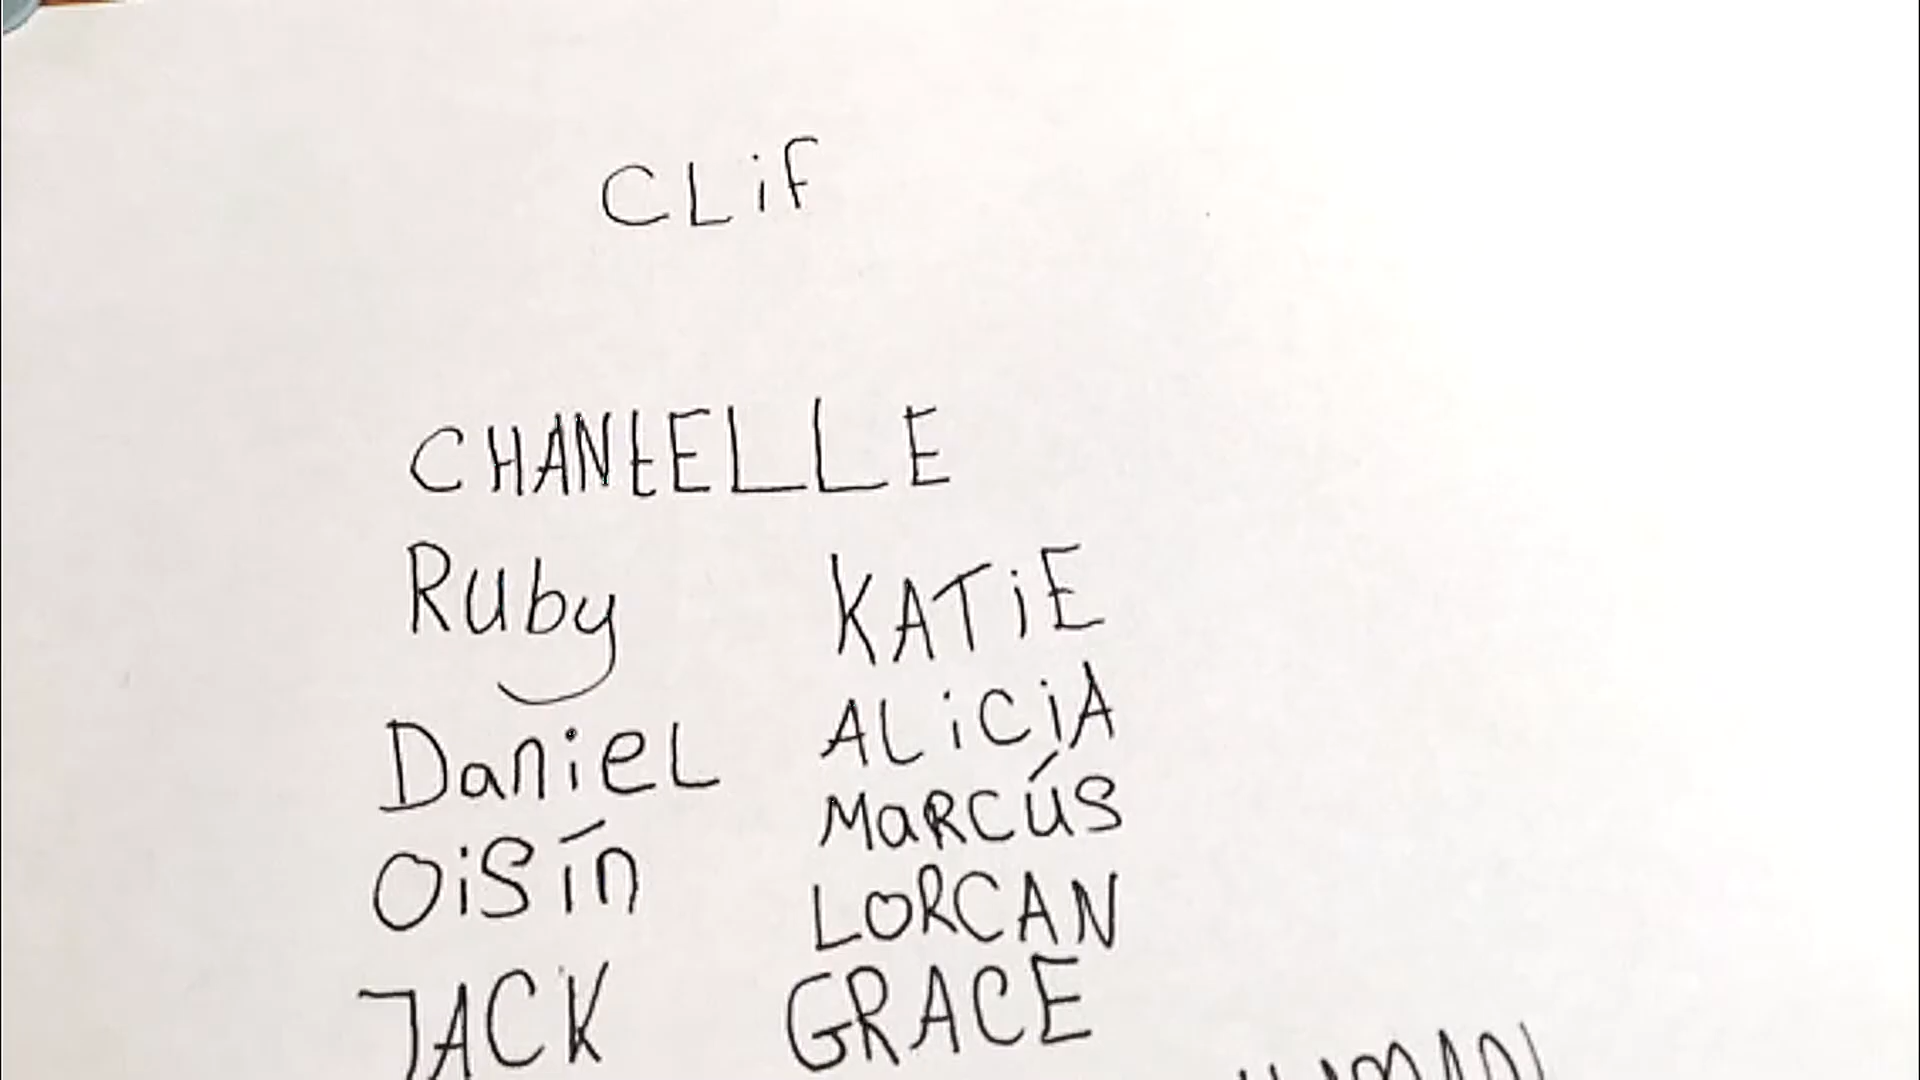 CLiF
CHANtELLE
Ruby KATiE
DanieL ALiCiA
OiSín MaRCúS
LORCAN
JACK GRACE